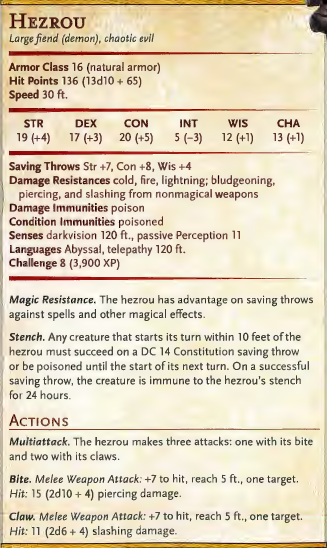 HEZROU
Large fiend (demon), chaotic evil
Armor Class 16 (natural armor)
Hit Points 136 (13d10 + 65)
Speed 30 ft.
STR DEX CON INT WIS CHA
19 (+4) 17 (+3) 20 (+5) 5 (−3) 12 (+1) 13 (+1)
Saving Throws Str +7, Con +8, Wis +4
Damage Resistances cold, fire, lightning; bludgeoning,
piercing, and slashing from nonmagical weapons
Damage Immunities poison
Condition Immunities poisoned
Senses darkvision 120 ft., passive Perception 11
Languages Abyssal, telepathy 120 ft.
Challenge 8 (3,900 XP)
Magic Resistance. The hezrou has advantage on saving throws
against spells and other magical effects.
Stench. Any creature that starts its turn within 10 feet of the
hezrou must succeed on a DC 14 Constitution saving throw
or be poisoned until the start of its next turn. On a successful
saving throw, the creature is immune to the hezrou's stench
for 24 hours.
ACTIONS
Multiattack. The hezrou makes three attacks: one with its bite
and two with its claws.
Bite. Melee Weapon Attack: +7 to hit, reach 5 ft., one target.
Hit: 15 (2d10 + 4) piercing damage.
Claw. Melee Weapon Attack: +7 to hit, reach 5 ft., one target.
Hit: 11 (2d6 + 4) slashing damage.